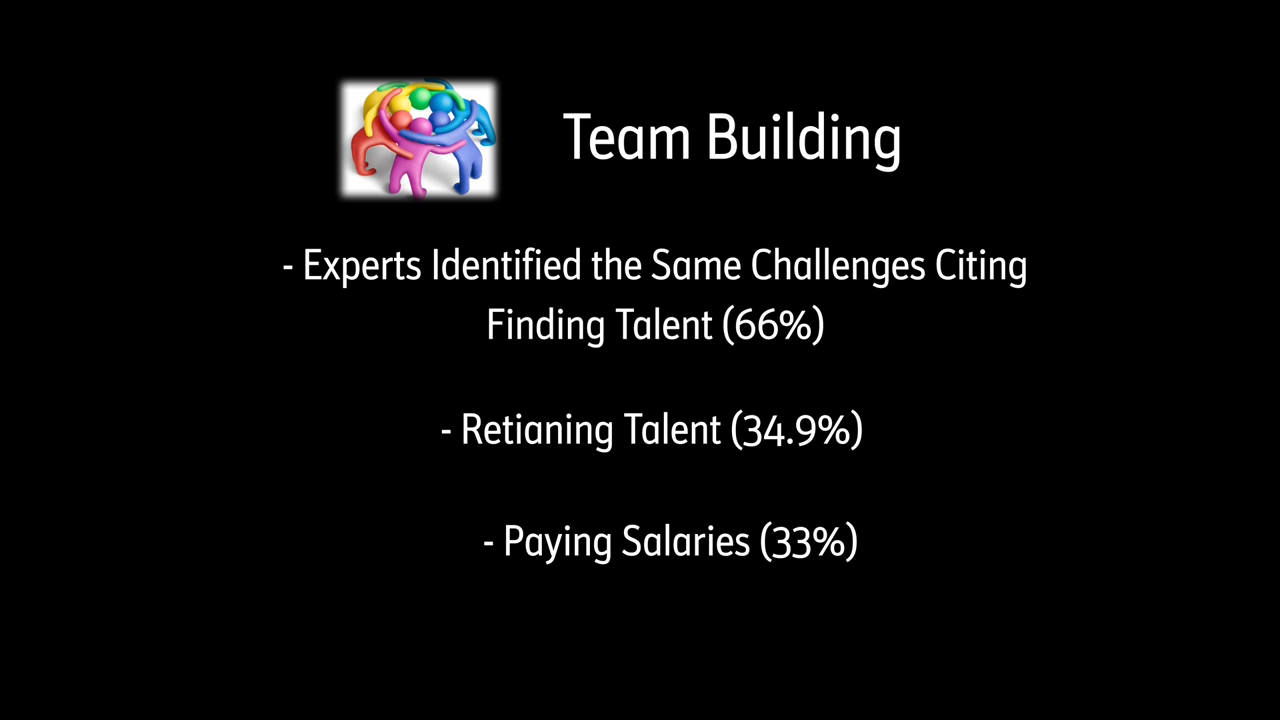 Team Building
- Experts Identified the Same Challenges Citing
Finding Talent (66%)
- Retianing Talent (34.9%)
- Paying Salaries (33%)